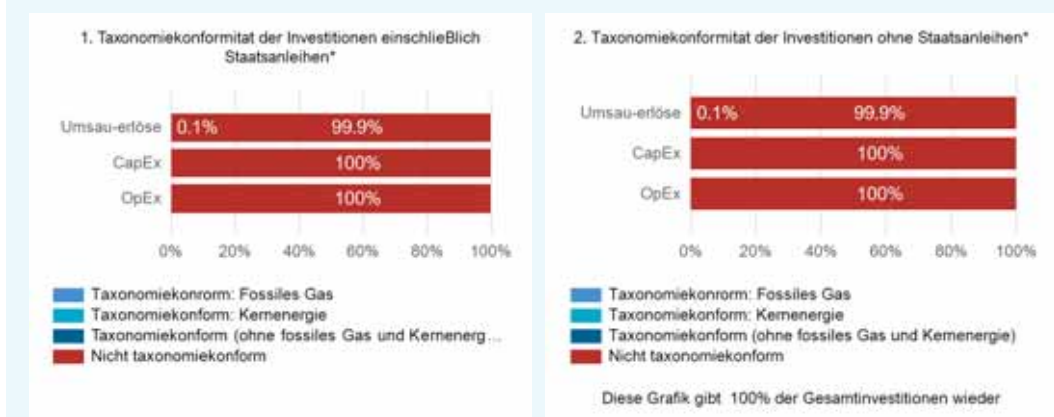 1. Taxonomiekonformitat der Investitionen einschlieBlich
Staatsanleihen*
Umsau-erlöse 0.1% 99.9%
CapEx 100%
OpEx 100%
0% 20% 40% 60% 80% 100%
Taxonomiekonrorm: Fossiles Gas
Taxonomiekonform: Kernenergie
Taxonomiekonform (ohne fossiles Gas und Kernenerg...
Nicht taxonomiekonform
2. Taxonomiekonformitat der Investitionen ohne Staatsanleihen*
Umsau-erlöse 0.1% 99.9%
CapEx 100%
OpEx 100%
0% 20% 40% 60% 80% 100%
Taxonomiekonrorm: Fossiles Gas
Taxonomiekonform: Kernenergie
Taxonomiekonform (ohne fossiles Gas und Kernenergie)
Nicht taxonomiekonform
Diese Grafik gibt 100% der Gesamtinvestitionen wieder